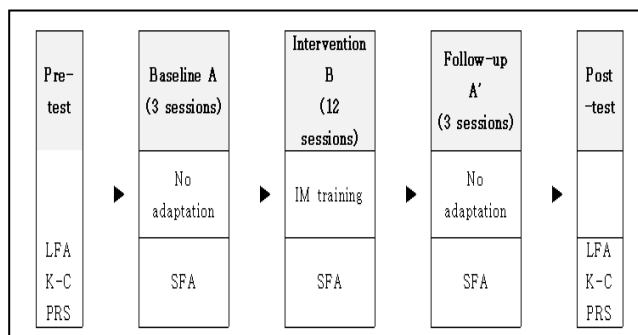 Pre-
test
Baseline A
(3 sessions)
Intervention
B
(12
sessions)
Follow-up
A′
(3 sessions)
Post
-test
No
adaptation
IM training
No
adaptation
LFA
K-C
PRS
SFA
SFA
SFA
LFA
K-C
PRS